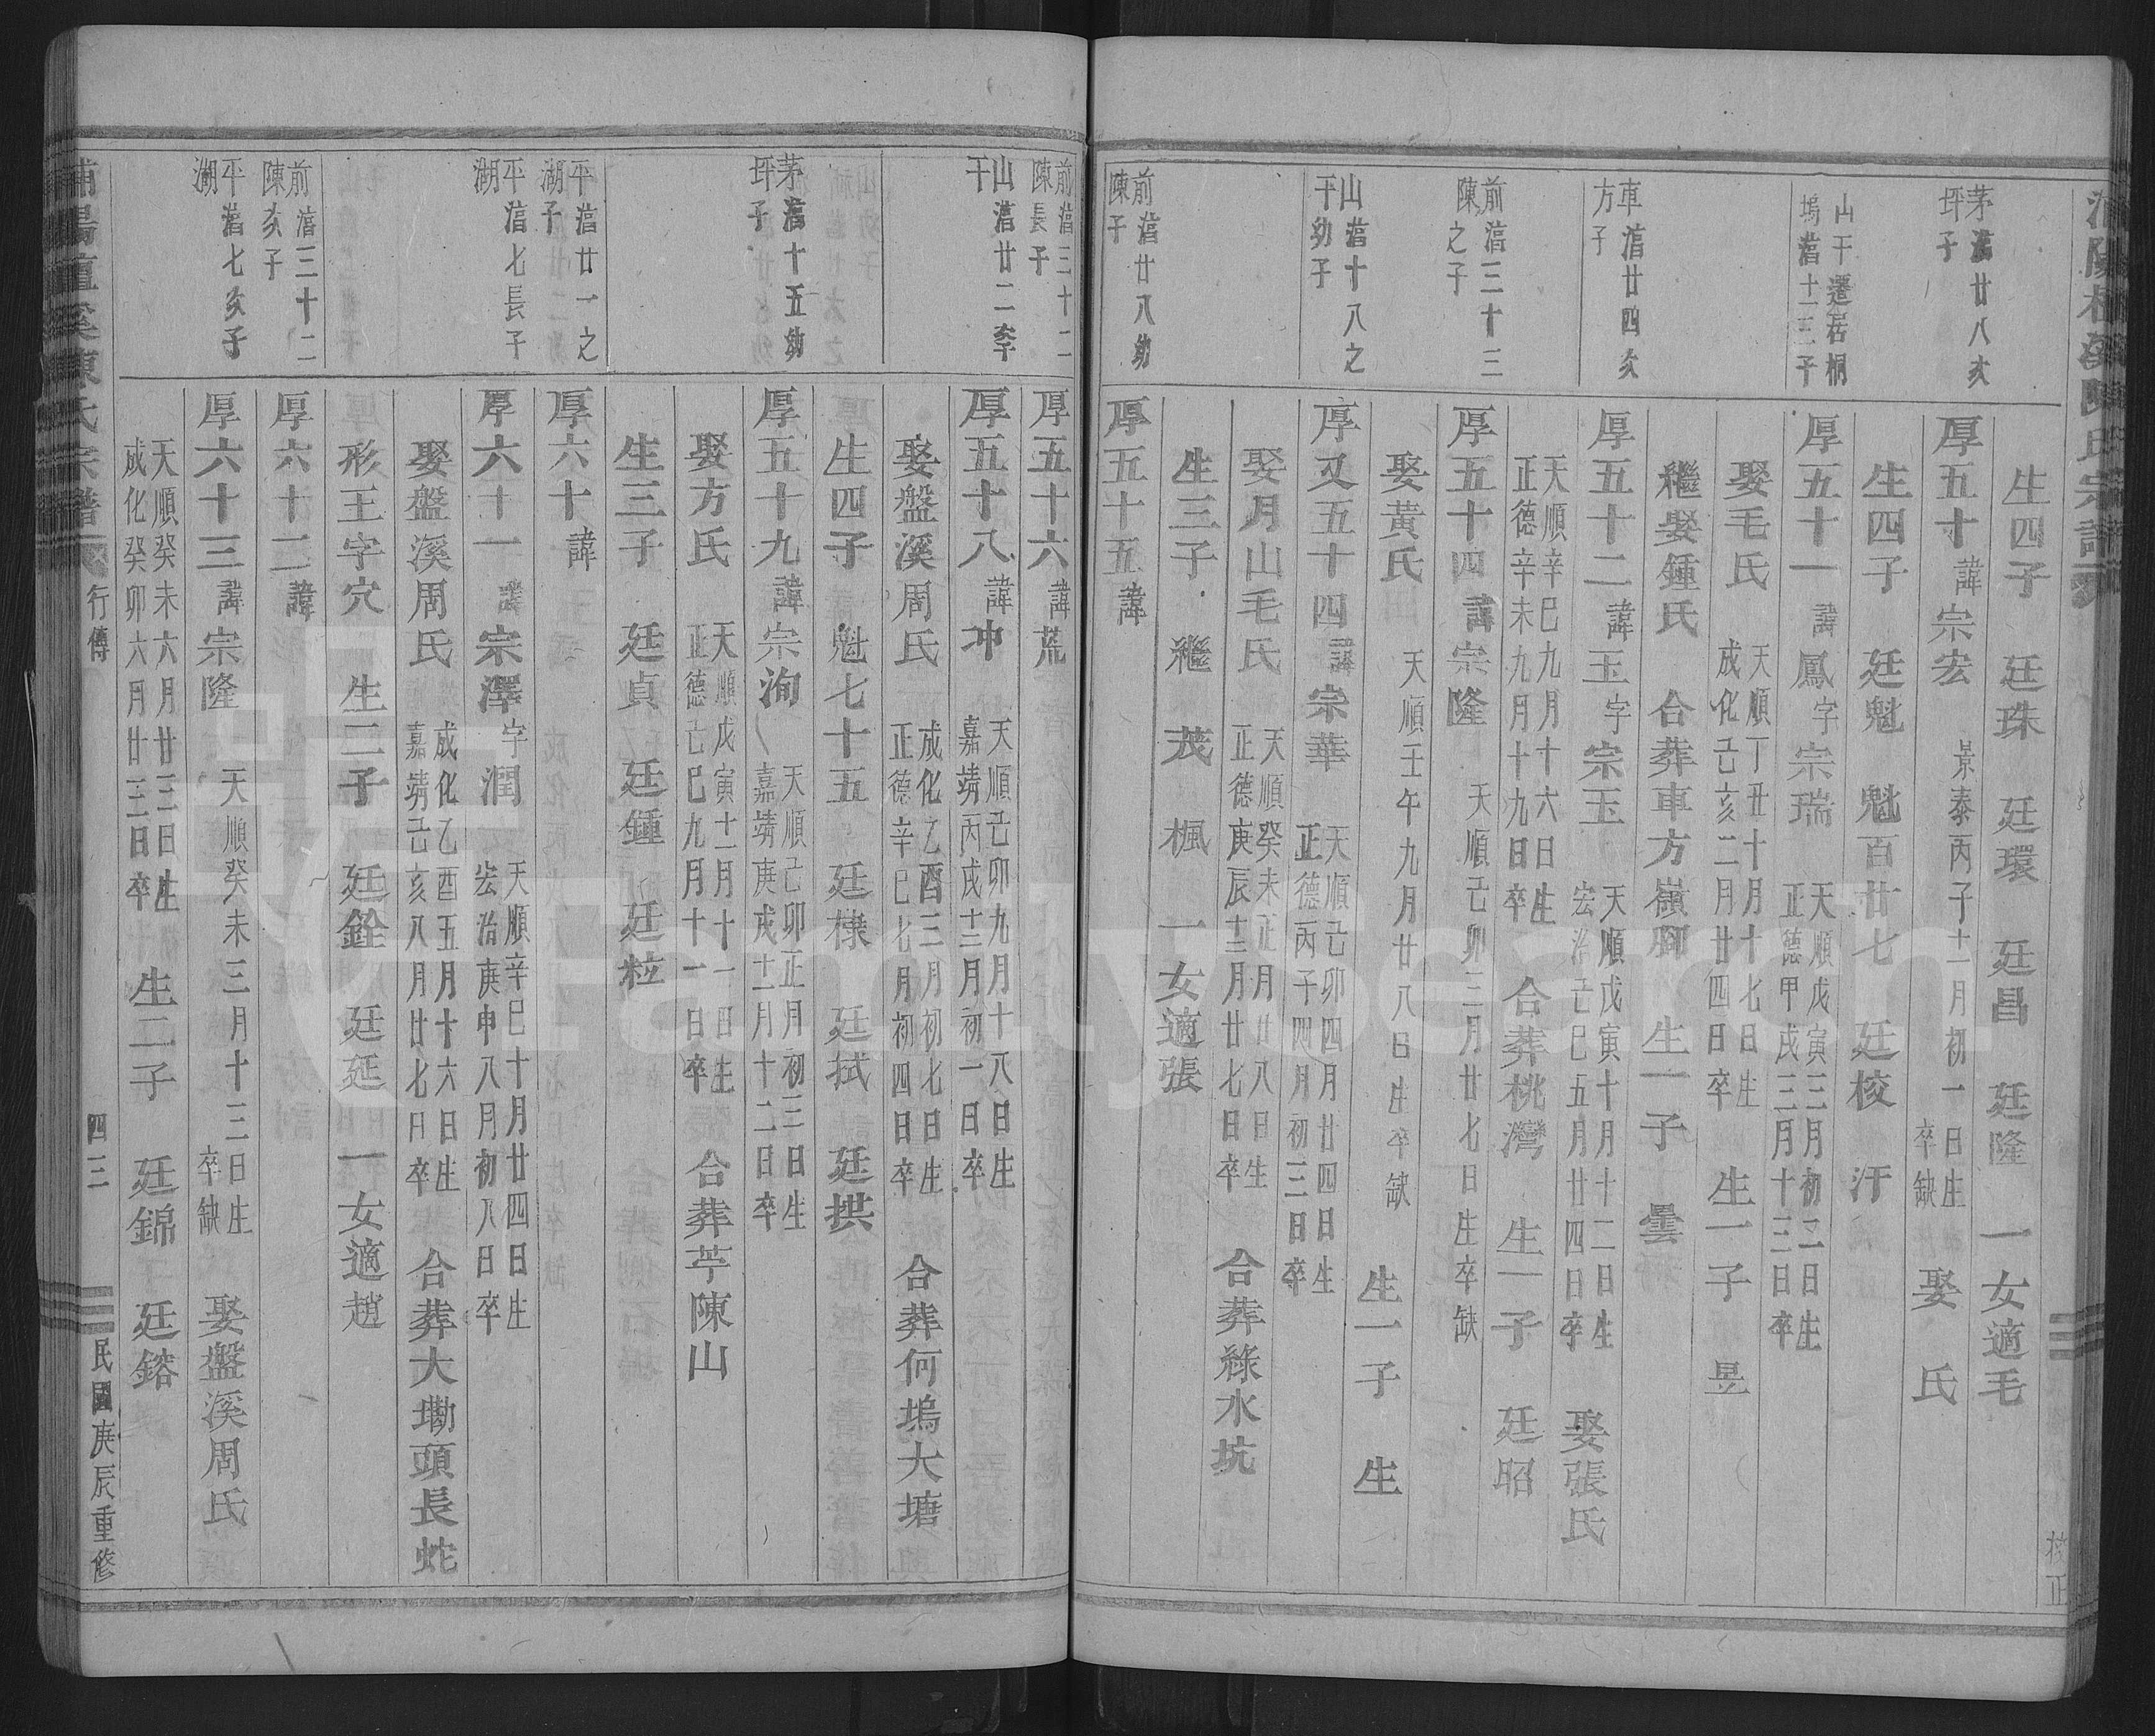 生四子 廷珠 廷環 廷昌 廷隆 一女適毛
茅濳廿八亥
坪子
厚五十諱宗宏 景泰丙子十二月初一日生卒缺 娶 氏
生四子 廷魁 魁百廿七 廷梭 汙
山干遷居桐
塢濳十三子
厚五十一諱鳳字宗瑞 天順戊寅三月初二日生
正德甲戌三月十三日卒
娶毛氏 天順丁丑十月十七日生
成化己亥二月廿四日卒 生一子 昱
繼娶鍾氏 合葬車方嶺腳 生一子 曇
車濳廿四亥
方子
厚五十二諱玉字宗玉 天順戊寅十月十二日生
宏治己巳五月廿四日卒 娶張氏
天順辛巳九月十六日生
正德辛未九月十九日卒 合葬桃灣 生一子 廷昭
前濳三十三
陳之子
厚五十四諱宗隆 天順己卯三月廿七日生卒缺
娶黃氏 天順壬午九月廿八日生卒缺 生一子 生
山濳十八之
干幼子
厚又五十四諱宗華 天順己卯四月廿四日生
正德丙子四月初三日卒
娶月山毛氏 天順癸未正月廿八日生
正德庚辰十二月廿七日卒 合葬綠水坑
生三子 繼 茂 楓 一女適張
前濳廿八幼
陳子
厚五十五諱
前濳三十二
陳長子
厚五十六諱荒
山濳廿二季
干
厚五十八諱冲 天順己卯九月十八日生
嘉靖丙戌十二月初一日卒
娶盤溪周氏 成化乙酉三月初七日生
正德辛巳七月初四日卒 合葬何塢大塘
生四子 魁七十五 廷樣 廷拭 廷拱
茅濳十五幼
坪子
厚五十九諱宗洵 天順己卯正月初三日生
嘉靖庚戌十二月十二日卒
娶方氏 天順戊寅十二月十一日生
正德己巳九月十一日卒 合葬苧陳山
生三子 廷貞 廷鍾 廷粒
平濳廿一之
湖子
厚六十諱
平濳七長子
湖
厚六十一諱宗澤字潤 天順辛巳十月廿四日生
宏治庚申八月初八日卒
娶盤溪周氏 成化乙酉五月十六日生
嘉靖己亥八月廿七日卒 合葬大墈頭長蛇
形王字穴 生二子 廷銓 廷延 一女適趙
前濳三十二
陳亥子
厚六十二諱
平濳七亥子
湖
厚六十三諱宗隆 天順癸未三月十三日生卒缺 娶盤溪周氏
天順癸未六月廿三日生
成化癸卯六月廿三日卒 生二子 廷錦 廷鎔
行傳
四三
民國庚辰重修